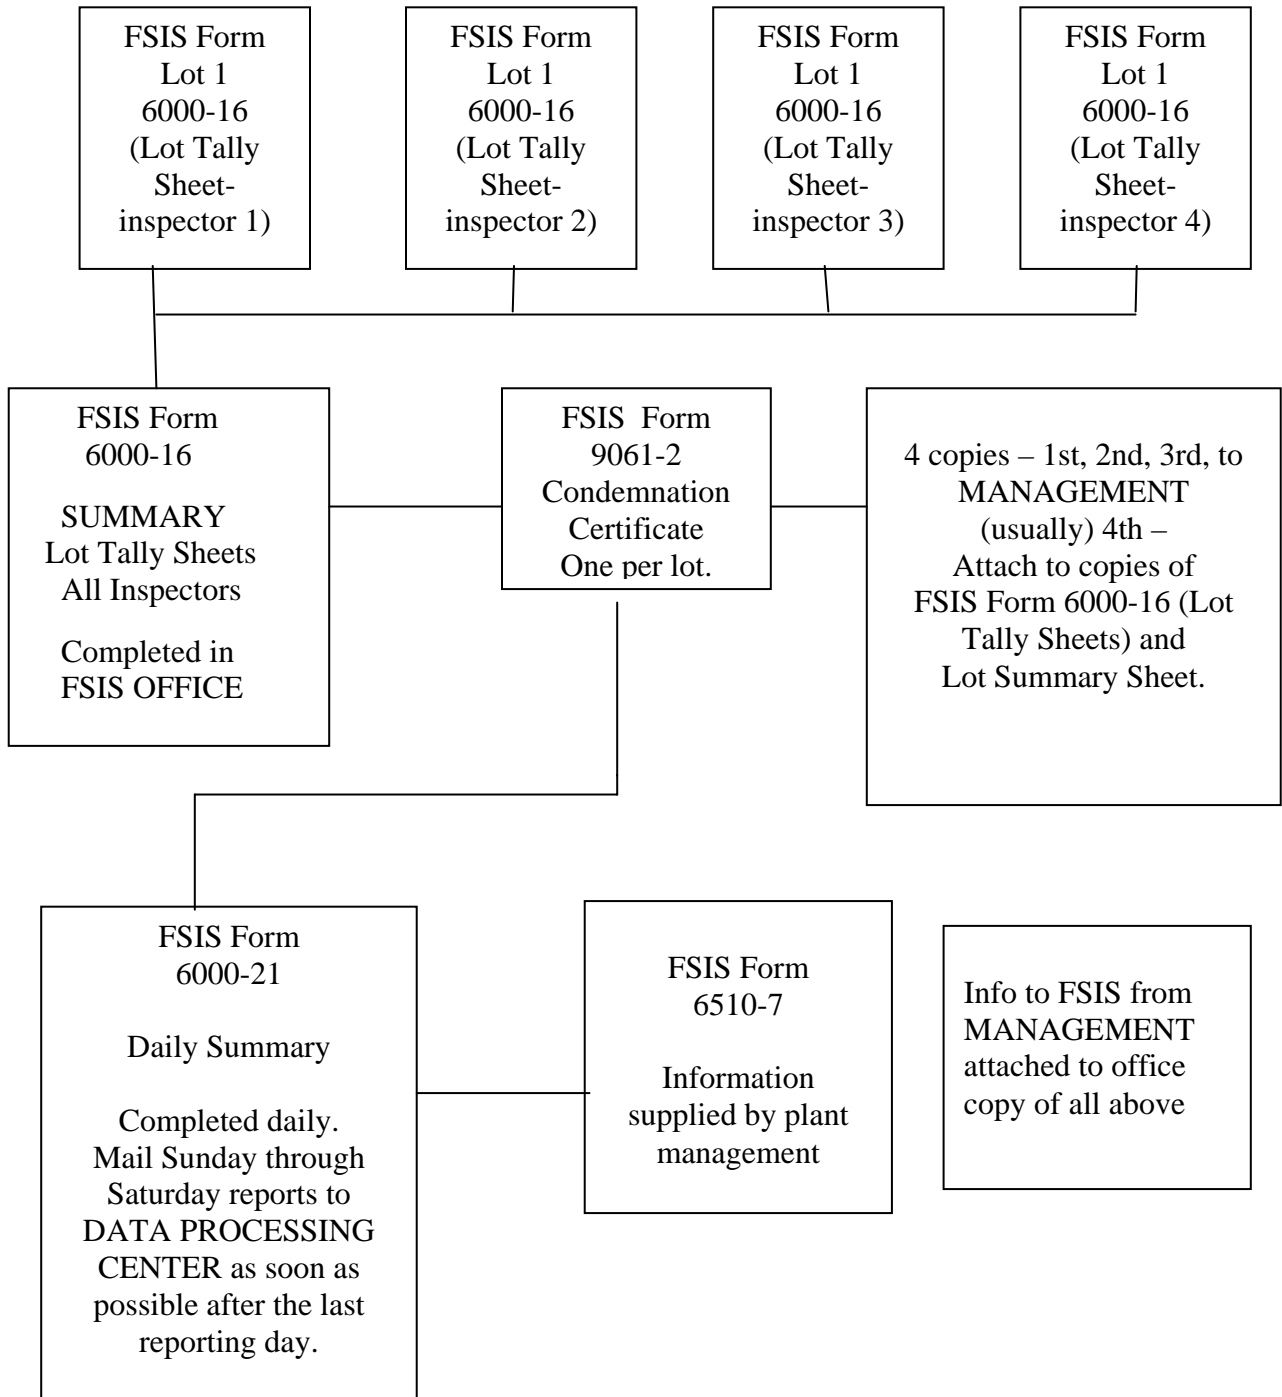 FSIS Form
Lot 1
6000-16
(Lot Tally
Sheet-
inspector 1)
FSIS Form
Lot 1
6000-16
(Lot Tally
Sheet-
inspector 2)
FSIS Form
Lot 1
6000-16
(Lot Tally
Sheet-
inspector 3)
FSIS Form
Lot 1
6000-16
(Lot Tally
Sheet-
inspector 4)
FSIS Form
6000-16
SUMMARY
Lot Tally Sheets
All Inspectors
Completed in
FSIS OFFICE
FSIS Form
9061-2
Condemnation
Certificate
One per lot.
4 copies – 1st, 2nd, 3rd, to
MANAGEMENT
(usually) 4th –
Attach to copies of
FSIS Form 6000-16 (Lot
Tally Sheets) and
Lot Summary Sheet.
FSIS Form
6000-21
Daily Summary
Completed daily.
Mail Sunday through
Saturday reports to
DATA PROCESSING
CENTER as soon as
possible after the last
reporting day.
FSIS Form
6510-7
Information
supplied by plant
management
Info to FSIS from
MANAGEMENT
attached to office
copy of all above